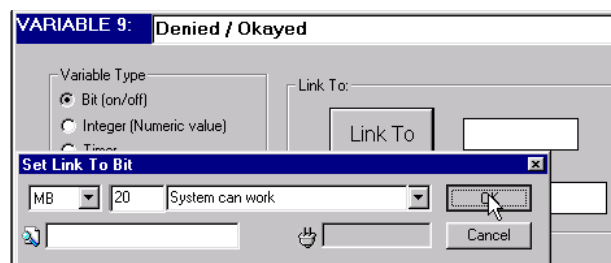 VARIABLE 9: Denied / Okayed
Variable Type
Link To:
Bit (on/off)
Integer (Numeric value)
Link To
Timer
Set Link To Bit
MB 20 System can work OK
Cancel